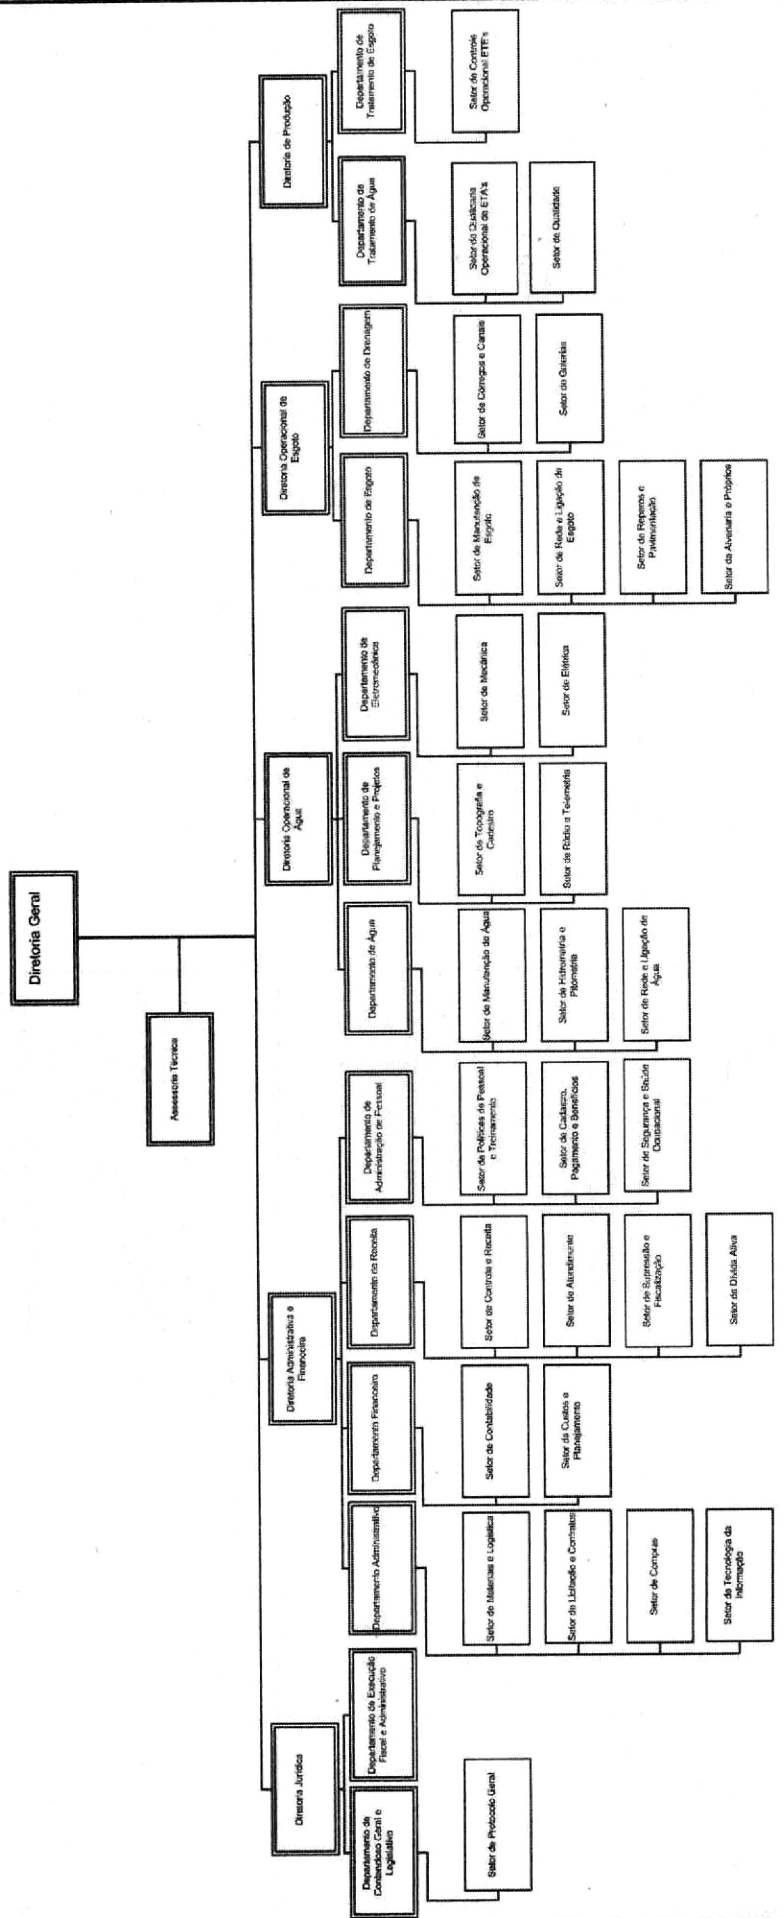 Diretoria Geral
Assessoria Técnica
Diretoria Jurídica
Diretoria Administrativa e
Financeira
Diretoria Operacional de
Água
Diretoria Operacional de
Esgoto
Diretoria de Produção
Departamento de
Contencioso Geral e
Legislativo
Departamento de Execução
Fiscal e Administrativo
Departamento Administrativo
Departamento Financeiro
Departamento de Receita
Departamento de
Administração de Pessoal
Departamento de Água
Departamento de
Planejamento e Projetos
Departamento de
Eletromecânica
Departamento de Esgoto
Departamento de Drenagem
Departamento de
Tratamento de Água
Departamento de
Tratamento de Esgoto
Setor de Protocolo Geral
Setor de Materiais e Logística
Setor de Licitação e Contratos
Setor de Compras
Setor de Tecnologia da
Informação
Setor de Contabilidade
Setor de Custos e
Planejamento
Setor de Controle e Receita
Setor de Atendimento
Setor de Supressão e
Fiscalização
Setor de Dívida Ativa
Setor de Políticas de Pessoal
e Treinamento
Setor de Cadastro,
Pagamento e Benefícios
Setor de Segurança e Saúde
Ocupacional
Setor de Manutenção de Água
Setor de Hidrometria e
Pitometria
Setor de Rede e Ligação de
Água
Setor de Topografia e
Cadastro
Setor de Rádio e Telemetria
Setor de Mecânica
Setor de Elétrica
Setor de Manutenção de
Esgoto
Setor de Rede e Ligação de
Esgoto
Setor de Reparos e
Pavimentação
Setor da Alvenaria e Próprios
Setor de Córregos e Canais
Setor de Galerias
Setor de
Operacional de ETA's
Setor de Qualidade
Setor de Controle
Operacional ETE's